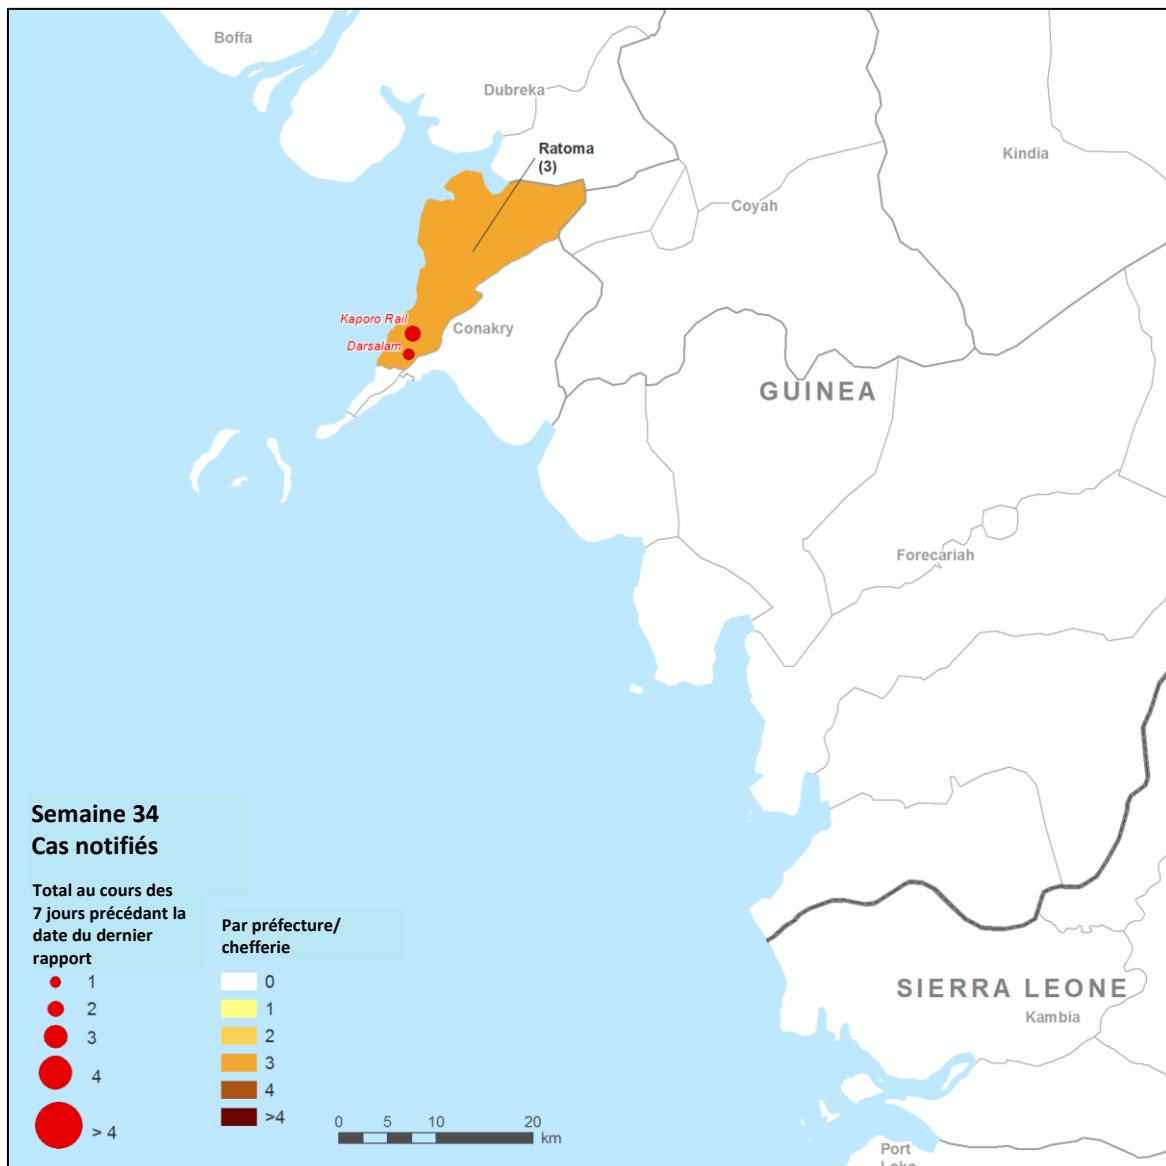 Boffa
Dubreka
Ratoma
(3)
Kindia
Coyah
Kaporo Rail
Conakry
Darsalam
GUINEA
Forecariah
Semaine 34
Cas notifiés
Total au cours des
7 jours précédant la
date du dernier
rapport
1
2
3
4
> 4
Par préfecture/
chefferie
0
1
2
3
4
>4
0 5 10 20
km
SIERRA LEONE
Kambia
Port
Loko